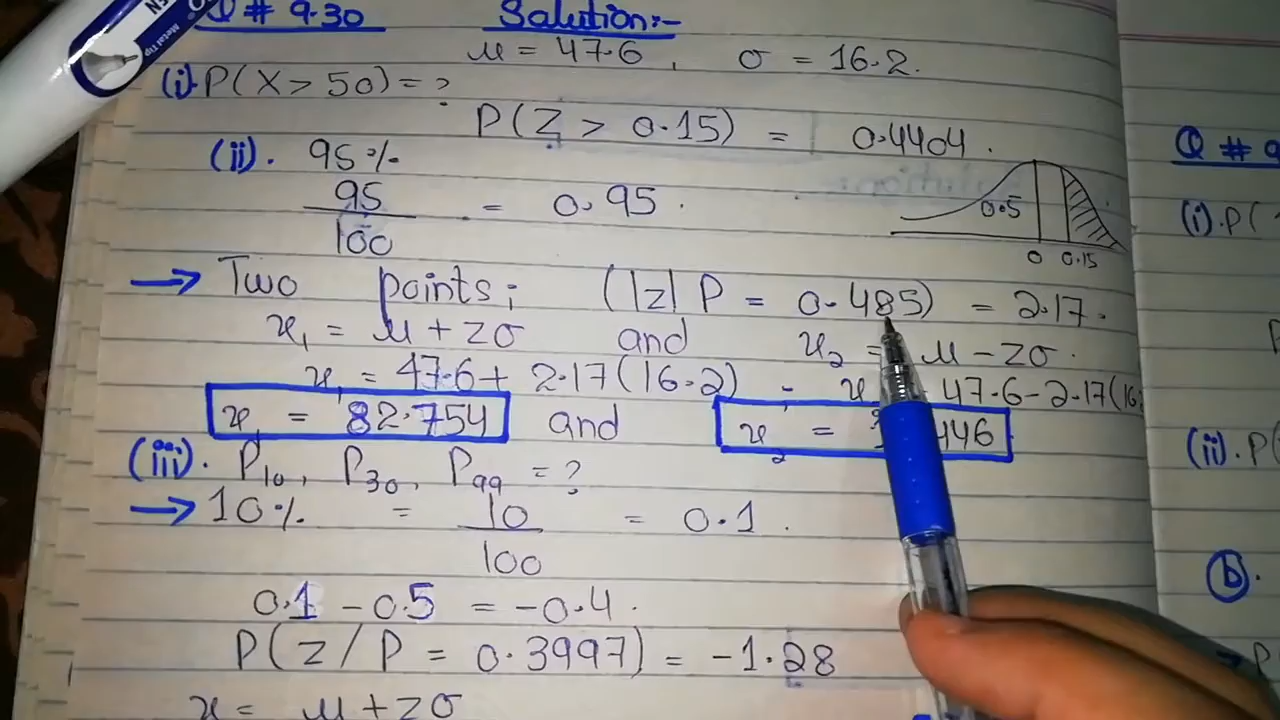 Q # 9.30 Solution:-
μ = 47.6 , σ = 16.2.
(i) P(X > 50) = ?
P(Z > 0.15) = 0.4404.
(ii). 95%
95/100 = 0.95.
0.5
0 0.15
→ Two points; (|z| P = 0.485) = 2.17.
x₁ = μ + zσ and x₂ = μ - zσ.
x₁ = 47.6 + 2.17(16.2) ; x 47.6 - 2.17(16.
x₁ = 82.754 and x₂ = 446
(iii). P₁₀, P₃₀, P₉₉ = ?
→ 10% = 10/100 = 0.1.
0.1 - 0.5 = -0.4.
P(z/P = 0.3997) = -1.28
x = μ + zσ
Q # 9
(i). P(
(ii). P(
(b).
→ P(
Metal Tip
PEN